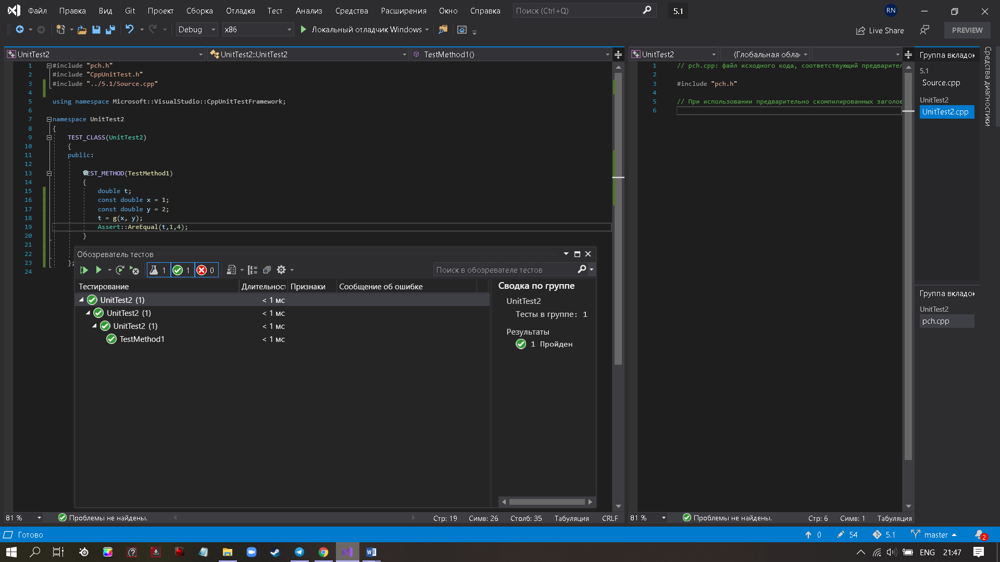 Файл Правка Вид Git Проект Сборка Отладка Тест Анализ Средства Расширения Окно Справка Поиск (Ctrl+Q) 5.1 RN
Debug x86 Локальный отладчик Windows Live Share PREVIEW
UnitTest2 UnitTest2::UnitTest2 TestMethod1()
1 #include "pch.h"
2 #include "CppUnitTest.h"
3 #include "../5.1/Source.cpp"
4
5 using namespace Microsoft::VisualStudio::CppUnitTestFramework;
6
7 namespace UnitTest2
8 {
9 TEST_CLASS(UnitTest2)
10 {
11 public:
12
13 TEST_METHOD(TestMethod1)
14 {
15 double t;
16 const double x = 1;
17 const double y = 2;
18 t = g(x, y);
19 Assert::AreEqual(t,1,4);
20 }
21
22
23 };
24
Обозреватель тестов
1 1 0 Поиск в обозревателе тестов
Тестирование Длительност Признаки Сообщение об ошибке
UnitTest2 (1) < 1 мс
UnitTest2 (1) < 1 мс
UnitTest2 (1) < 1 мс
TestMethod1 < 1 мс
Сводка по группе
UnitTest2
Тесты в группе: 1
Результаты
1 Пройден
81 % Проблемы не найдены. Стр: 19 Симв: 26 Столб: 35 Табуляция CRLF
UnitTest2 (Глобальная обла
1 // pch.cpp: файл исходного кода, соответствующий предварител
2
3 #include "pch.h"
4
5 // При использовании предварительно скомпилированных заголов
6
81 % Проблемы не найдены. Стр: 6 Симв: 1 Табуляция
Группа вкладок
5.1
Source.cpp
UnitTest2
UnitTest2.cpp
Группа вкладок
UnitTest2
pch.cpp
Средства диагностики
Готово 0 54 5.1 master 2
ENG 21:47